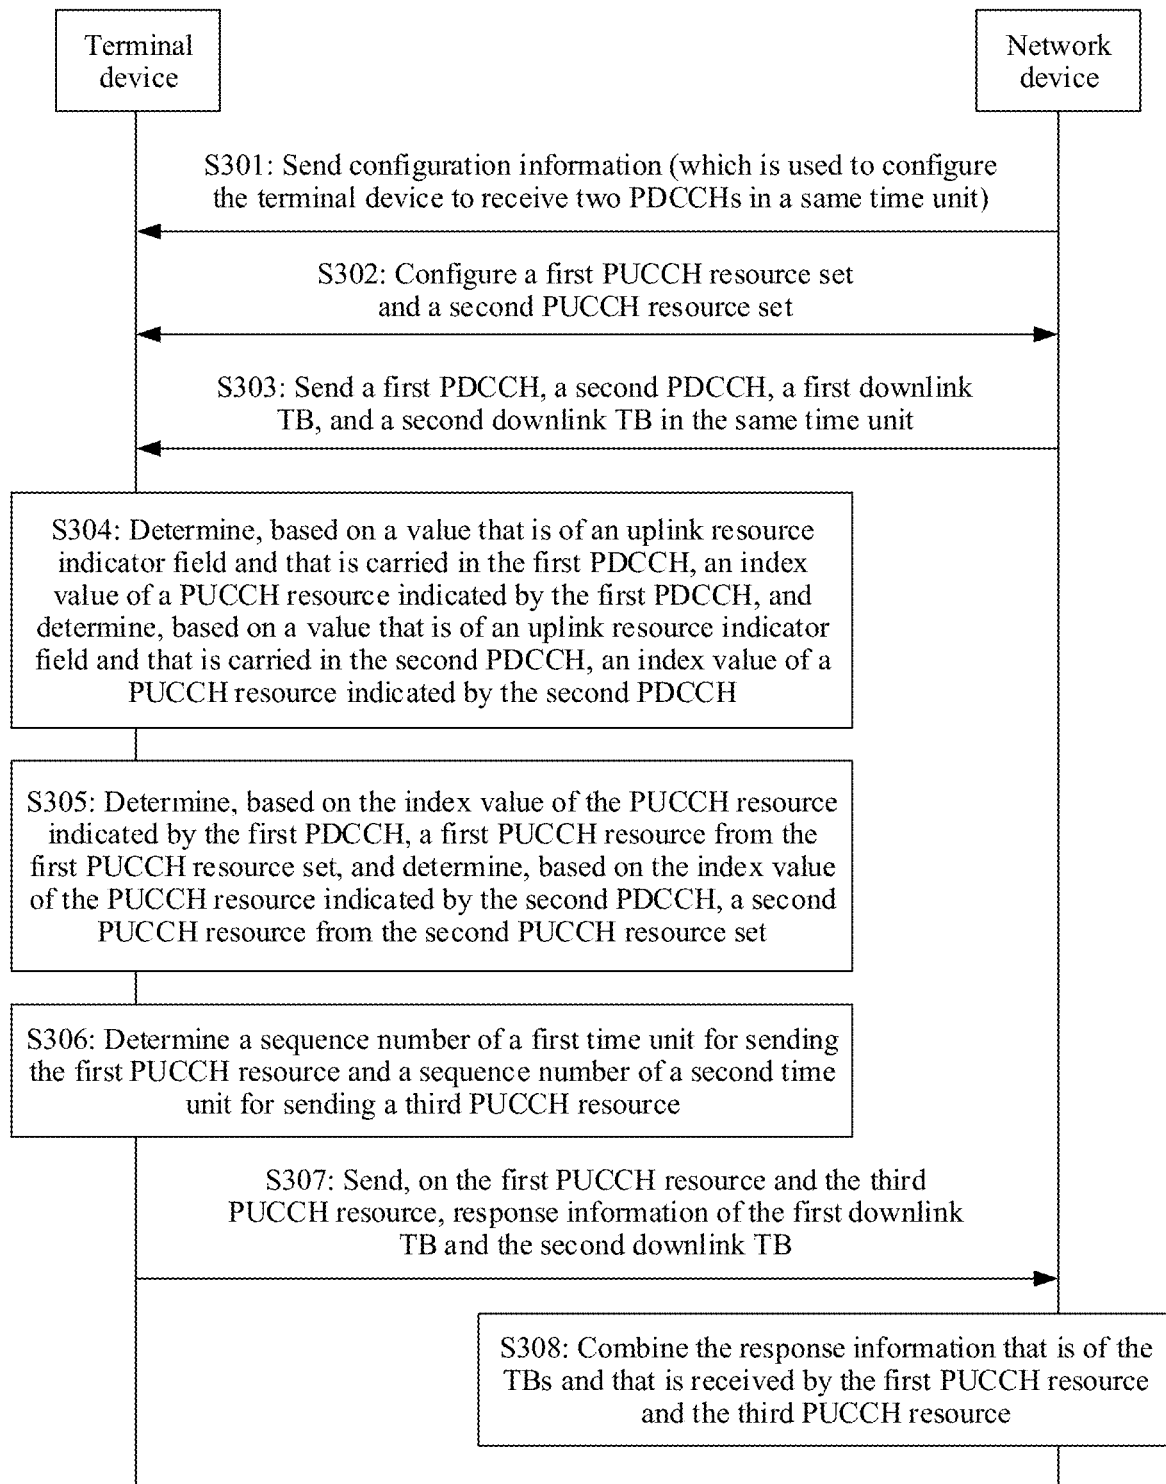 Terminal
device
Network
device
S301: Send configuration information (which is used to configure
the terminal device to receive two PDCCHs in a same time unit)
S302: Configure a first PUCCH resource set
and a second PUCCH resource set
S303: Send a first PDCCH, a second PDCCH, a first downlink
TB, and a second downlink TB in the same time unit
S304: Determine, based on a value that is of an uplink resource
indicator field and that is carried in the first PDCCH, an index
value of a PUCCH resource indicated by the first PDCCH, and
determine, based on a value that is of an uplink resource indicator
field and that is carried in the second PDCCH, an index value of a
PUCCH resource indicated by the second PDCCH
S305: Determine, based on the index value of the PUCCH resource
indicated by the first PDCCH, a first PUCCH resource from the
first PUCCH resource set, and determine, based on the index value
of the PUCCH resource indicated by the second PDCCH, a second
PUCCH resource from the second PUCCH resource set
S306: Determine a sequence number of a first time unit for sending
the first PUCCH resource and a sequence number of a second time
unit for sending a third PUCCH resource
S307: Send, on the first PUCCH resource and the third
PUCCH resource, response information of the first downlink
TB and the second downlink TB
S308: Combine the response information that is of the
TBs and that is received by the first PUCCH resource
and the third PUCCH resource